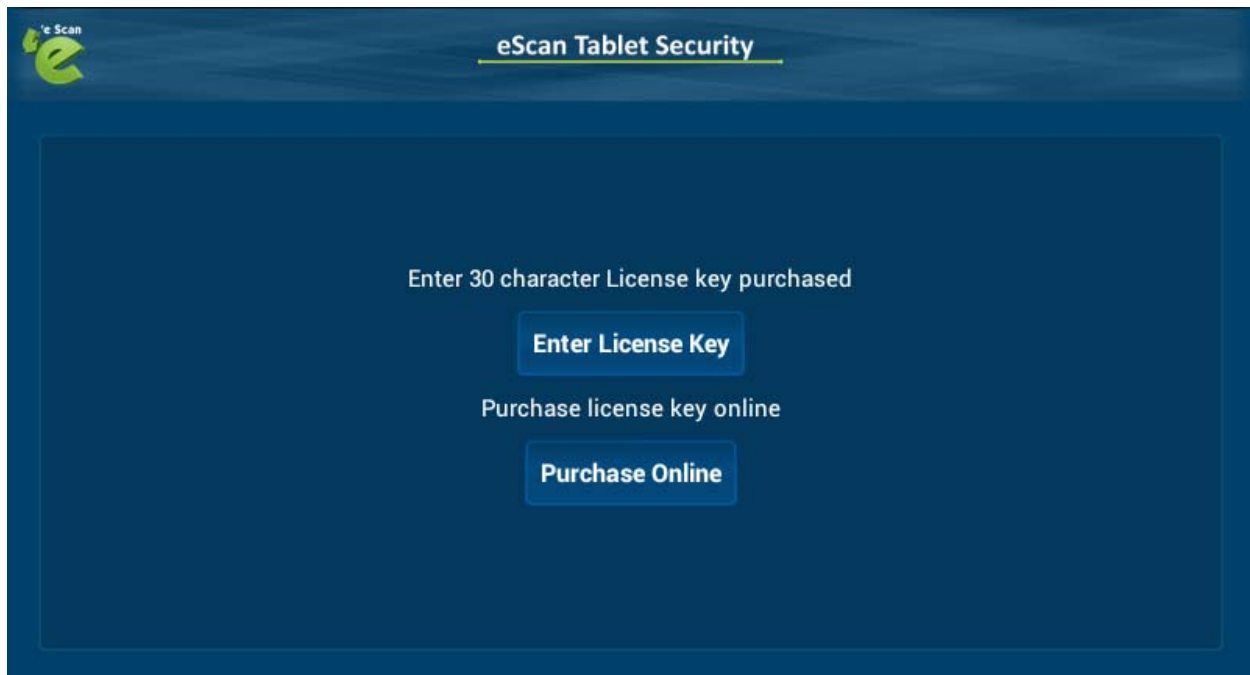 'e Scan
eScan Tablet Security
Enter 30 character License key purchased
Enter License Key
Purchase license key online
Purchase Online